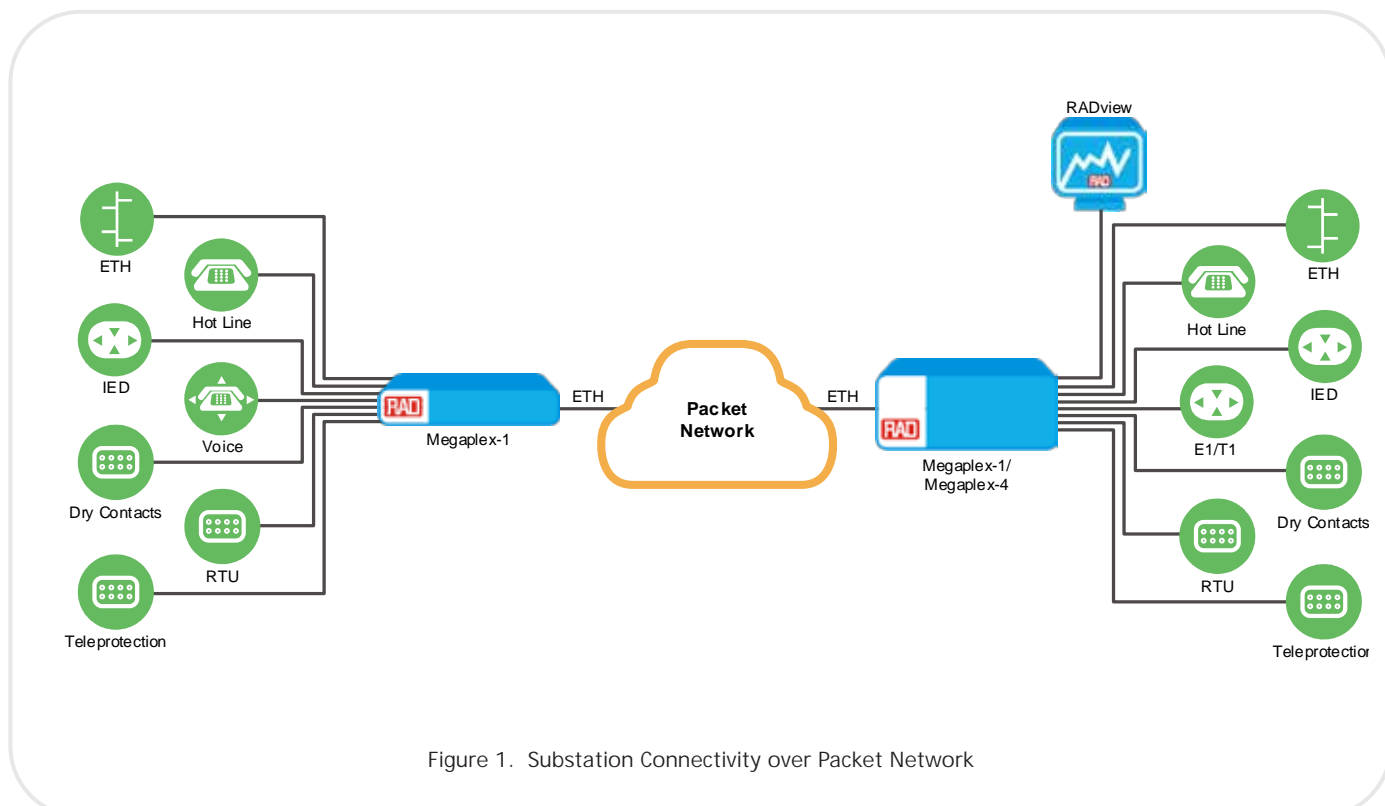 RADview
RAD
ETH
Hot Line
IED
Voice
Dry Contacts
RTU
Teleprotection
RAD
Megaplex-1
ETH
Packet
Network
ETH
RAD
Megaplex-1/
Megaplex-4
ETH
Hot Line
IED
E1/T1
Dry Contacts
RTU
Teleprotection
Figure 1. Substation Connectivity over Packet Network